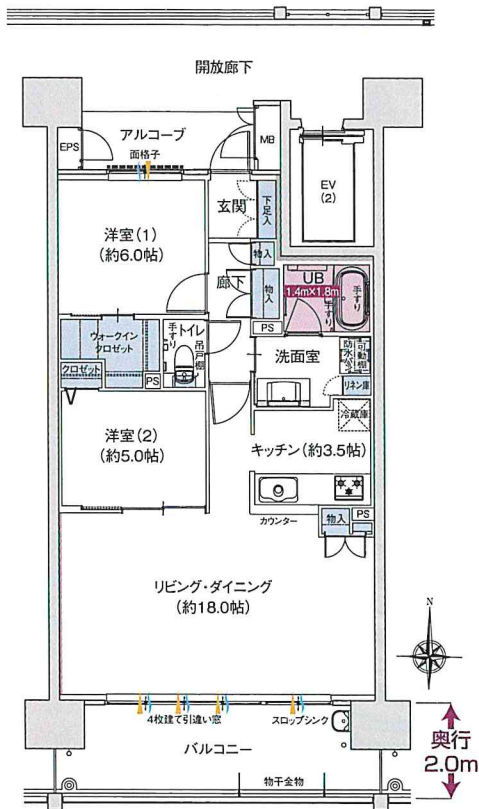 開放廊下
アルコーブ
EPS
面格子
MB
EV
(2)
玄関
下足入
洋室(1)
(約6.0帖)
物入
廊下
物入
UB
1.4m×1.8m
手すり
手すり
PS
ウォークイン
クロゼット
手すり
トイレ
吊戸棚
洗面室
可動棚
防水パン
クロゼット
PS
リネン庫
冷蔵庫
洋室(2)
(約5.0帖)
キッチン(約3.5帖)
カウンター
物入
PS
リビング・ダイニング
(約18.0帖)
N
4枚建て引違い窓
スロップシンク
バルコニー
奥行
2.0m
物干金物